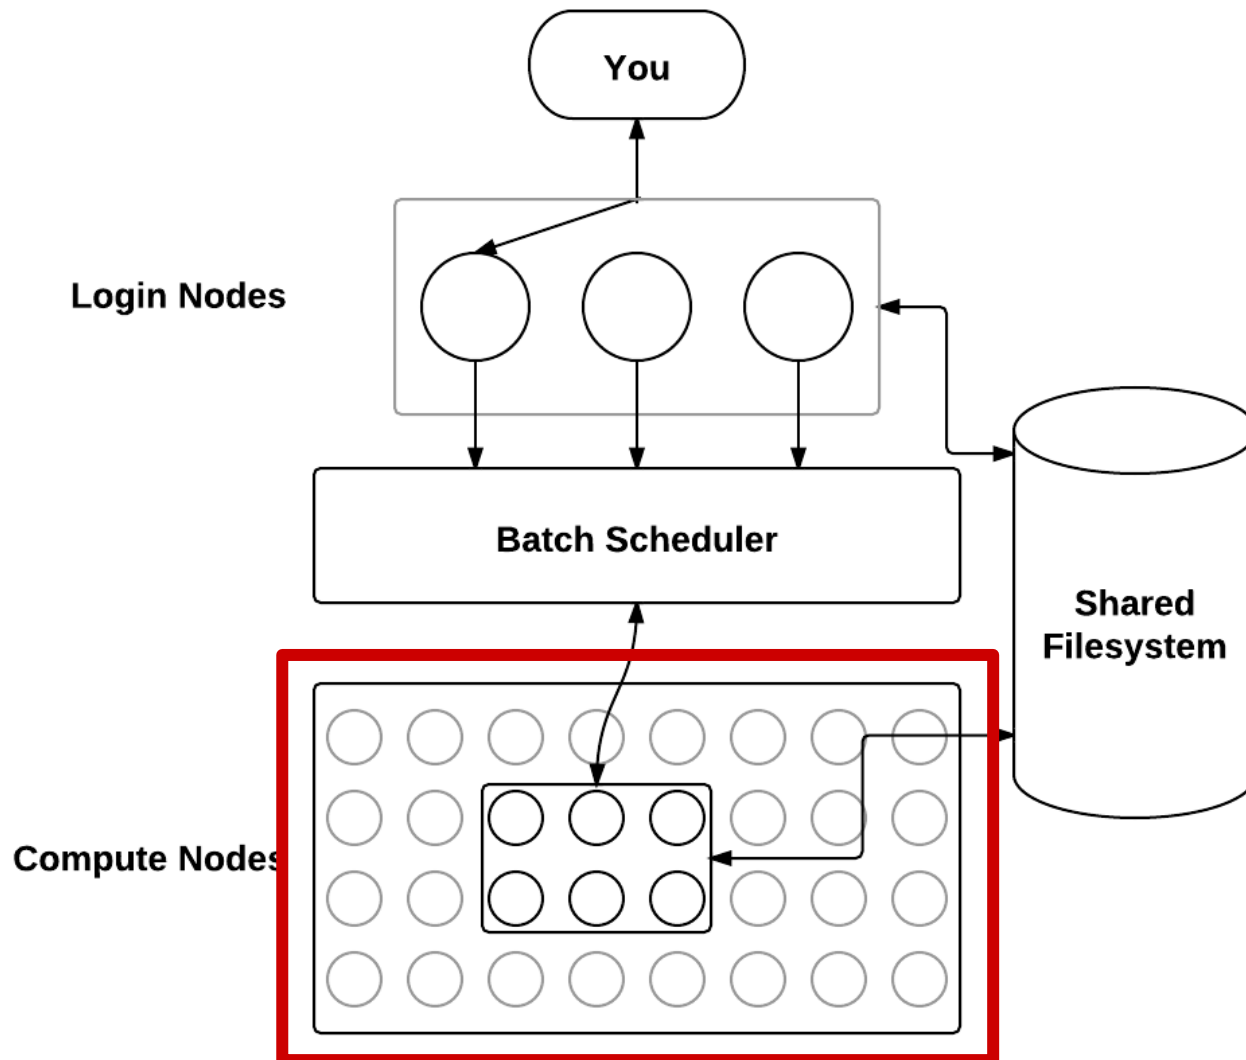 You
Login Nodes
Batch Scheduler
Shared
Filesystem
Compute Nodes